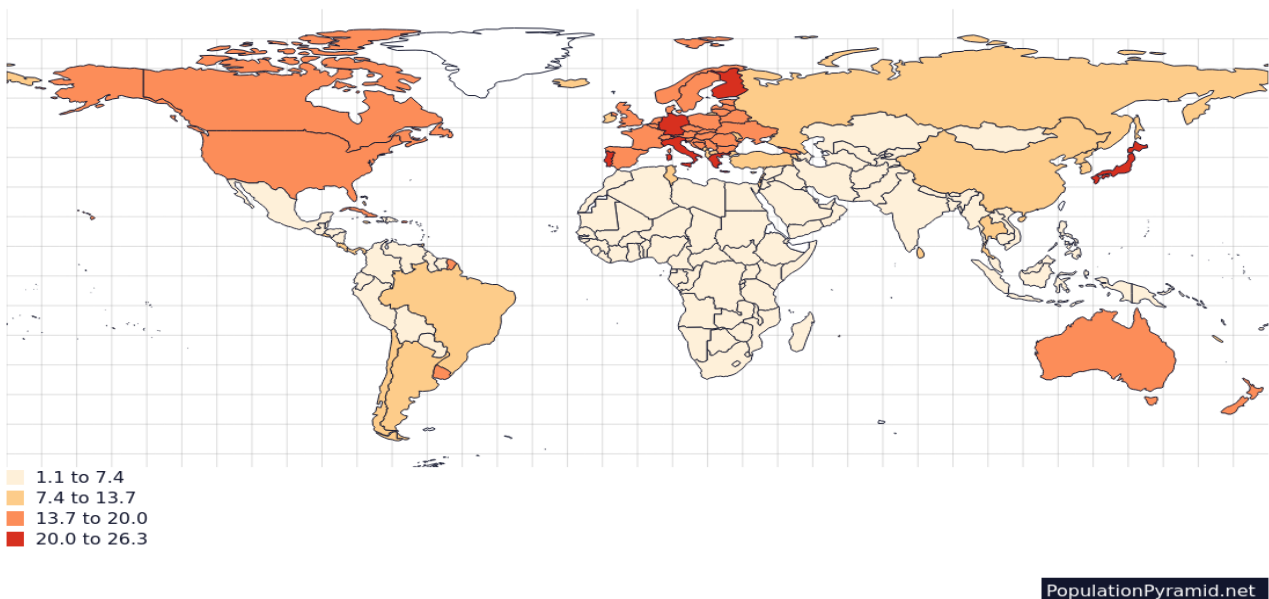 1.1 to 7.4
7.4 to 13.7
13.7 to 20.0
20.0 to 26.3
PopulationPyramid.net